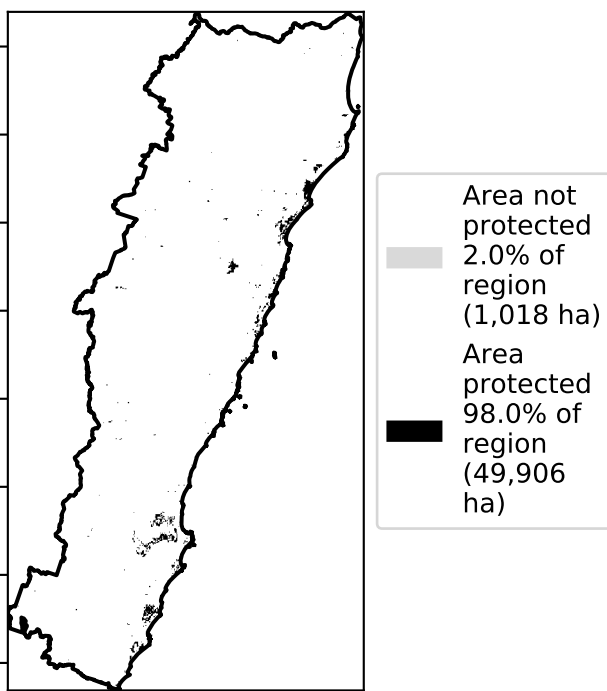 Area not
protected
2.0% of
region
(1,018 ha)
Area
protected
98.0% of
region
(49,906
ha)